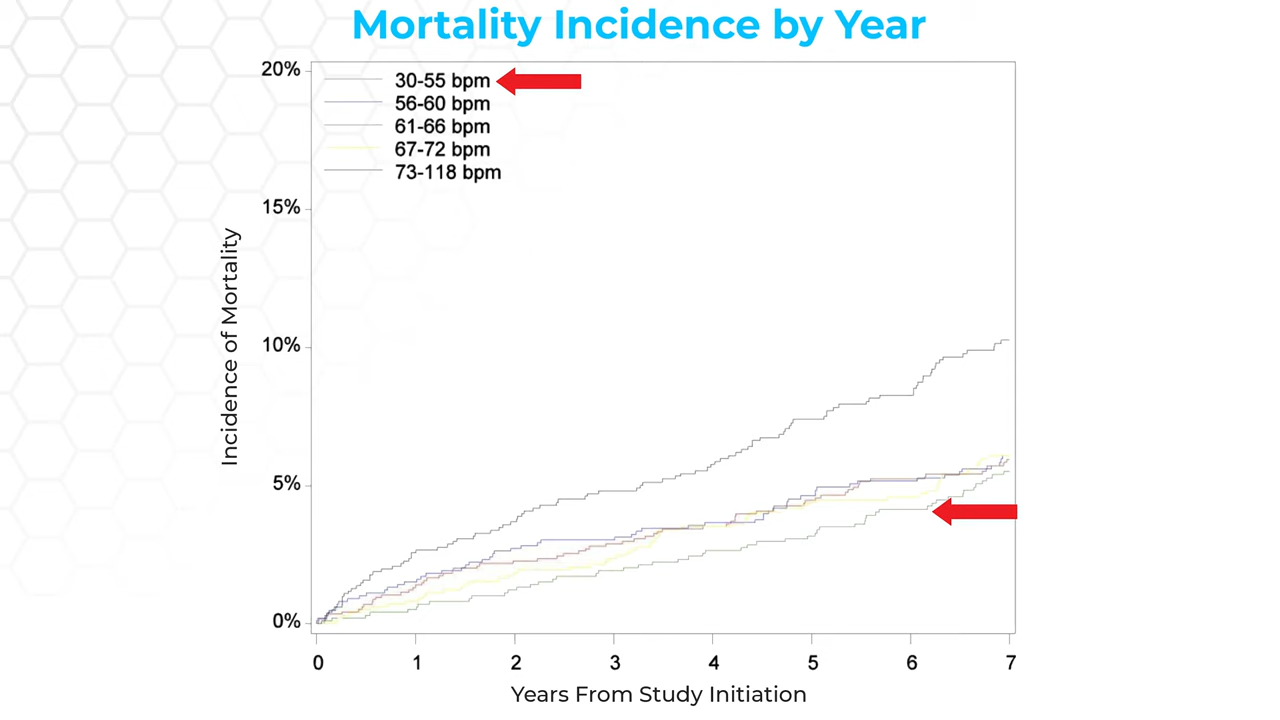 Mortality Incidence by Year
20%
30-55 bpm
56-60 bpm
61-66 bpm
67-72 bpm
73-118 bpm
15%
10%
5%
0%
Incidence of Mortality
0 1 2 3 4 5 6 7
Years From Study Initiation